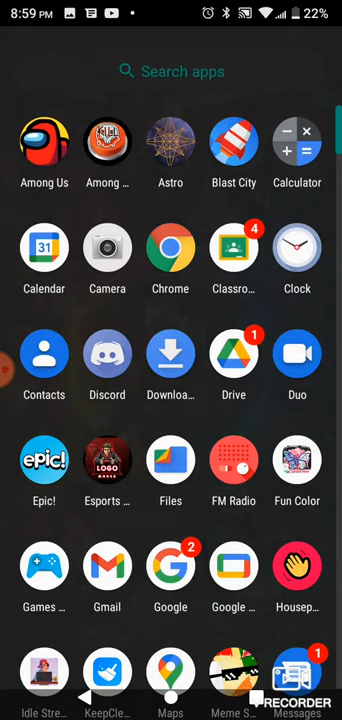 8:59 PM 22%
Search apps
KILL
Among Us Among ... Astro Blast City Calculator
31 4
Calendar Camera Chrome Classro... Clock
1
Contacts Discord Downloa... Drive Duo
epic! LOGO MAKER
Epic! Esports ... Files FM Radio Fun Color
2
Games ... Gmail Google Google ... Housep...
1
RECORDER
Idle Stre... KeepCle... Maps Meme S... Messages